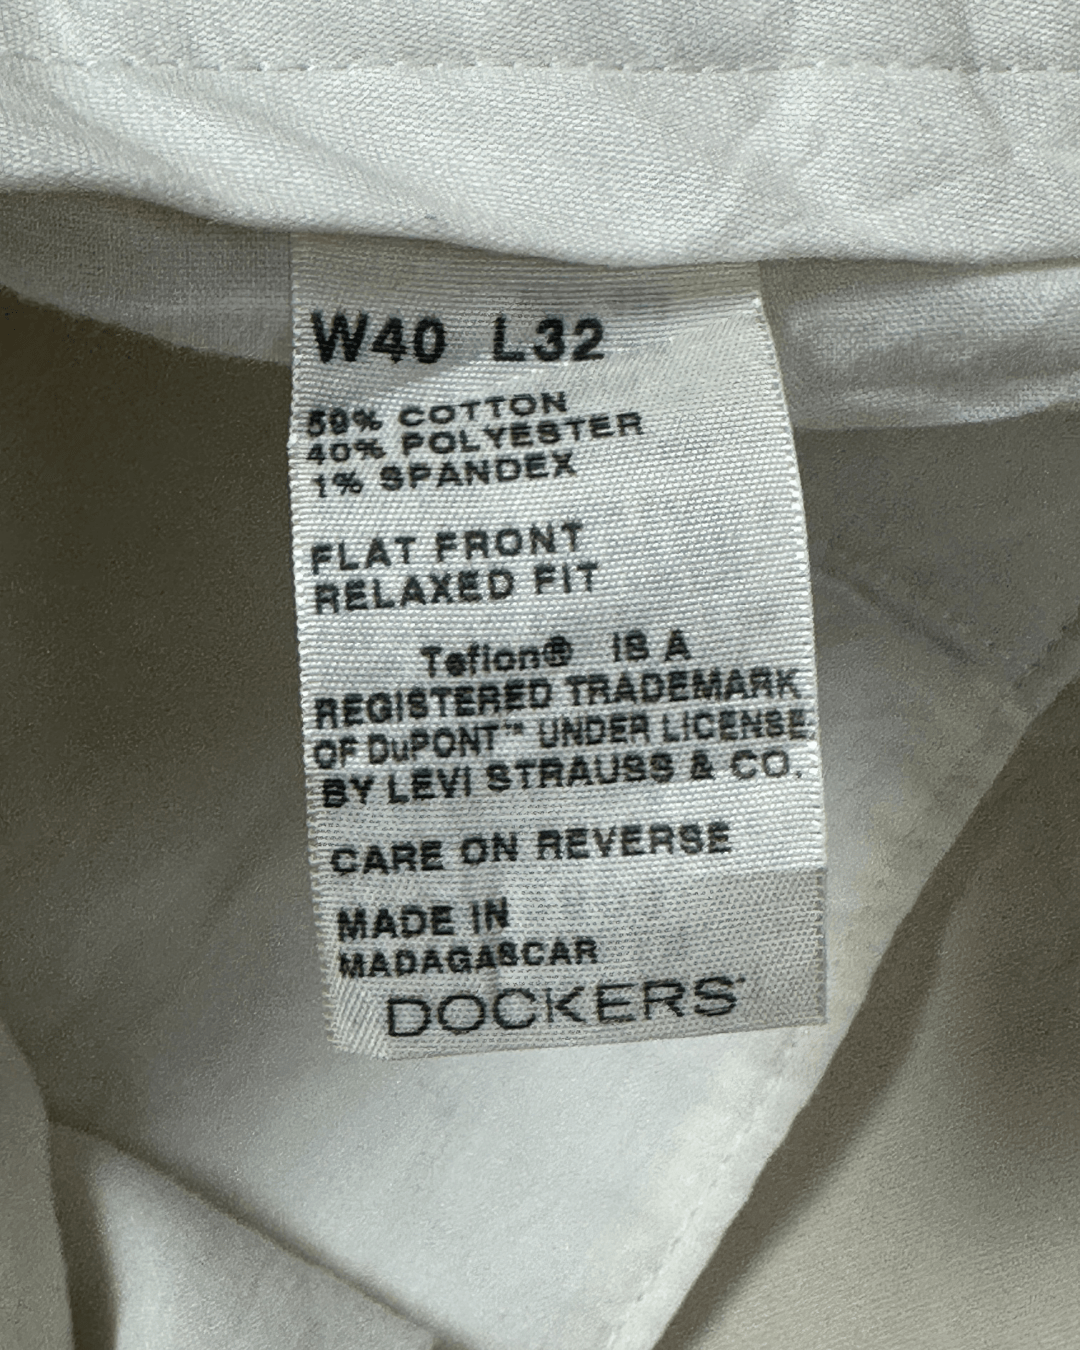 W40 L32
59% COTTON
40% POLYESTER
1% SPANDEX
FLAT FRONT
RELAXED FIT
Teflon® IS A
REGISTERED TRADEMARK
OF DuPONT™ UNDER LICENSE
BY LEVI STRAUSS & CO.
CARE ON REVERSE
MADE IN
MADAGASCAR
DOCKERS®